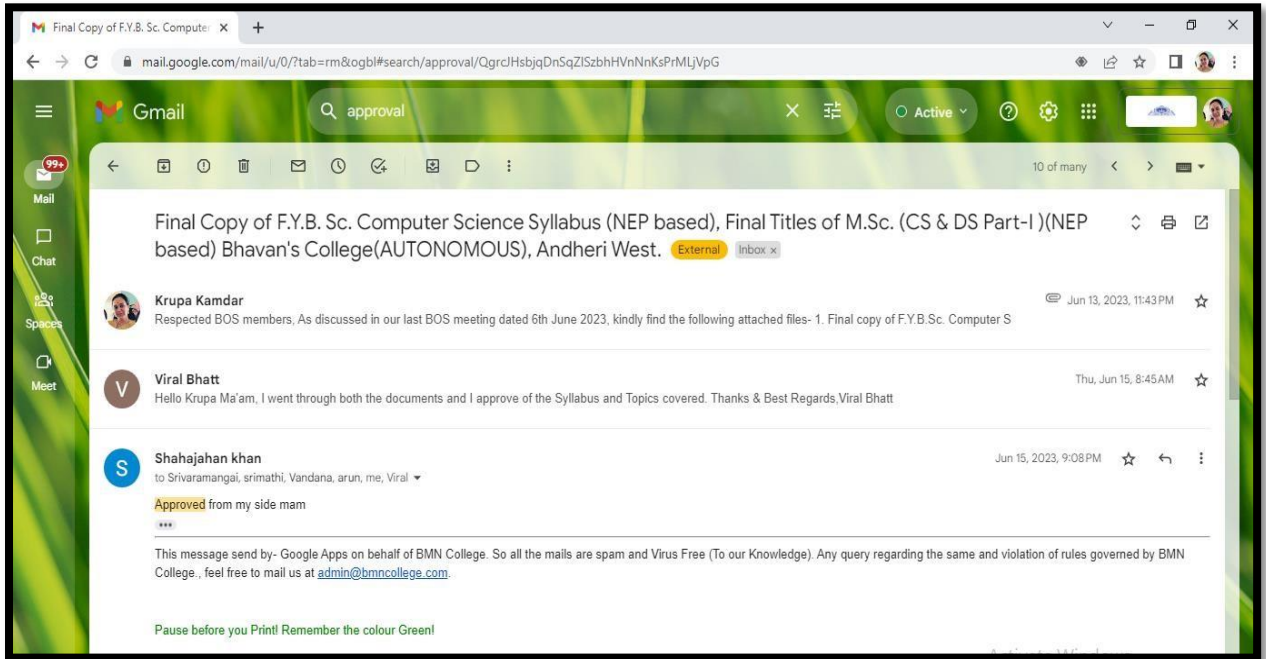 Final Copy of F.Y.B. Sc. Computer
mail.google.com/mail/u/0/?tab=rm&ogbl#search/approval/QgrcJHsbjqDnSqZlSzbhHVnNnKsPrMLjVpG
Gmail
approval
Active
99+
Mail
10 of many
Final Copy of F.Y.B. Sc. Computer Science Syllabus (NEP based), Final Titles of M.Sc. (CS & DS Part-I )(NEP
based) Bhavan's College(AUTONOMOUS), Andheri West. External Inbox x
Chat
Spaces
Meet
Krupa Kamdar Jun 13, 2023, 11:43 PM
Respected BOS members, As discussed in our last BOS meeting dated 6th June 2023, kindly find the following attached files- 1. Final copy of F.Y.B.Sc. Computer S
V
Viral Bhatt Thu, Jun 15, 8:45 AM
Hello Krupa Ma'am, I went through both the documents and I approve of the Syllabus and Topics covered. Thanks & Best Regards,Viral Bhatt
S
Shahajahan khan Jun 15, 2023, 9:08 PM
to Srivaramangai, srimathi, Vandana, arun, me, Viral
Approved from my side mam
This message send by- Google Apps on behalf of BMN College. So all the mails are spam and Virus Free (To our Knowledge). Any query regarding the same and violation of rules governed by BMN
College., feel free to mail us at admin@bmncollege.com.
Pause before you Print! Remember the colour Green!